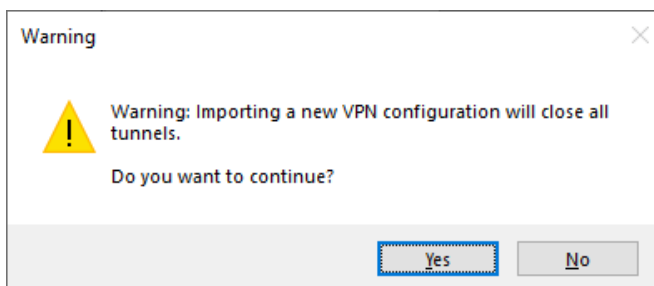 Warning
Warning: Importing a new VPN configuration will close all
tunnels.
Do you want to continue?
Yes
No